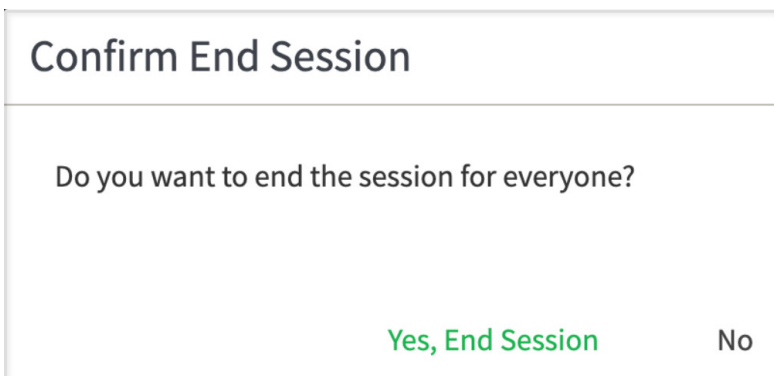 Confirm End Session
Do you want to end the session for everyone?
Yes, End Session No